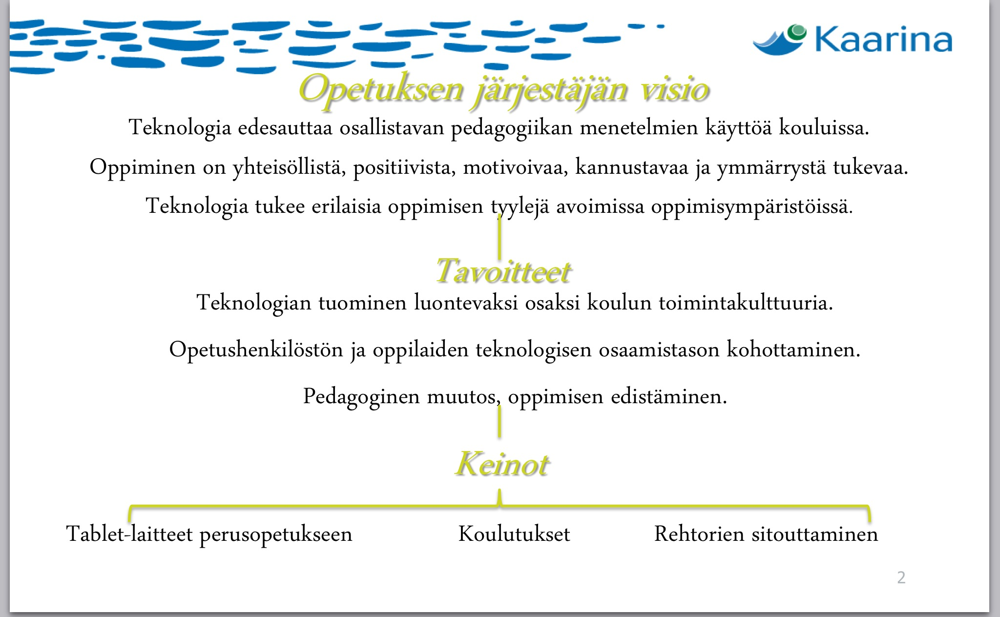 Kaarina
Opetuksen järjestäjän visio
Teknologia edesauttaa osallistavan pedagogiikan menetelmien käyttöä kouluissa.
Oppiminen on yhteisöllistä, positiivista, motivoivaa, kannustavaa ja ymmärrystä tukevaa.
Teknologia tukee erilaisia oppimisen tyylejä avoimissa oppimisympäristöissä.
Tavoitteet
Teknologian tuominen luontevaksi osaksi koulun toimintakulttuuria.
Opetushenkilöstön ja oppilaiden teknologisen osaamistason kohottaminen.
Pedagoginen muutos, oppimisen edistäminen.
Keinot
Tablet-laitteet perusopetukseen
Koulutukset
Rehtorien sitouttaminen
2